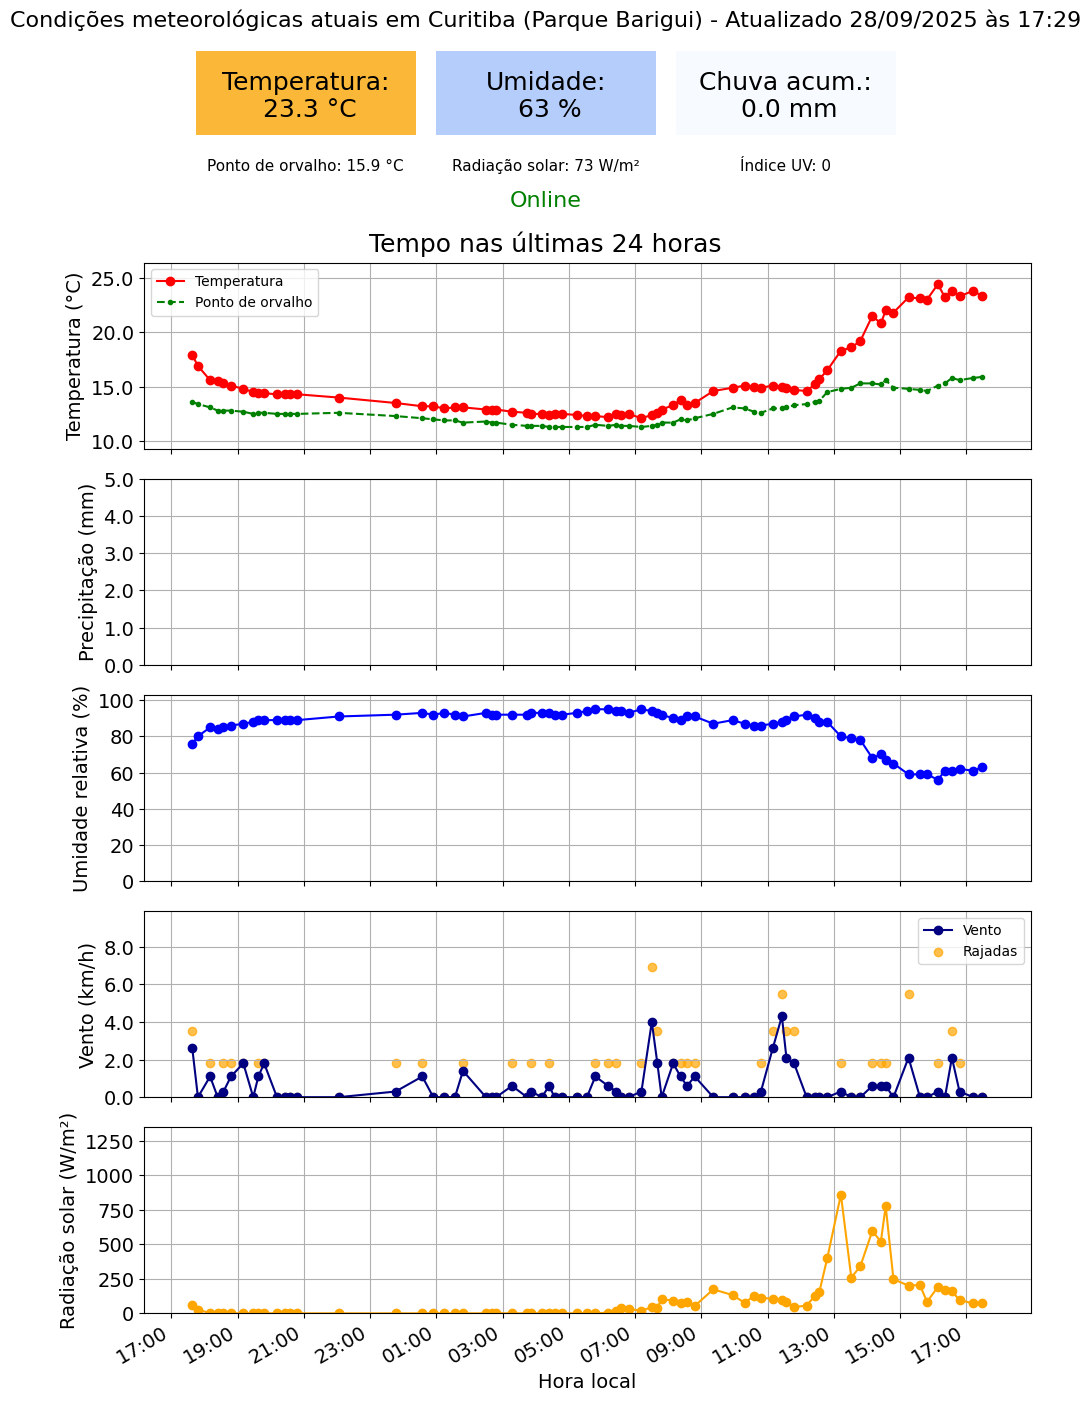 Condições meteorológicas atuais em Curitiba (Parque Barigui) - Atualizado 28/09/2025 às 17:29
Temperatura:
23.3 °C
Umidade:
63 %
Chuva acum.:
0.0 mm
Ponto de orvalho: 15.9 °C
Radiação solar: 73 W/m²
Índice UV: 0
Online
Tempo nas últimas 24 horas
Temperatura (°C)
25.0
20.0
15.0
10.0
Temperatura
Ponto de orvalho
Precipitação (mm)
5.0
4.0
3.0
2.0
1.0
0.0
Umidade relativa (%)
100
80
60
40
20
0
Vento (km/h)
8.0
6.0
4.0
2.0
0.0
Vento
Rajadas
Radiação solar (W/m²)
1250
1000
750
500
250
0
17:00
19:00
21:00
23:00
01:00
03:00
05:00
07:00
09:00
11:00
13:00
15:00
17:00
Hora local